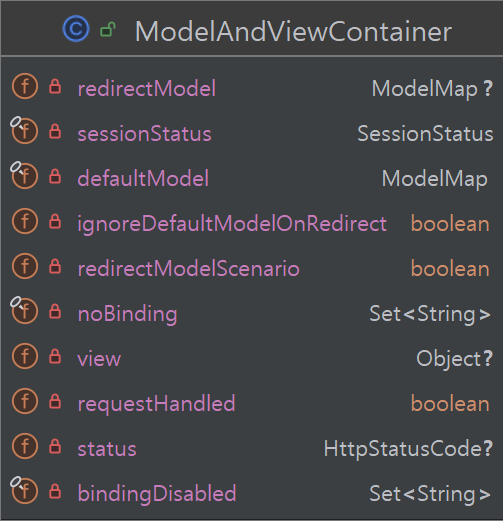 ModelAndViewContainer
redirectModel ModelMap ?
sessionStatus SessionStatus
defaultModel ModelMap
ignoreDefaultModelOnRedirect boolean
redirectModelScenario boolean
noBinding Set<String>
view Object?
requestHandled boolean
status HttpStatusCode?
bindingDisabled Set<String>